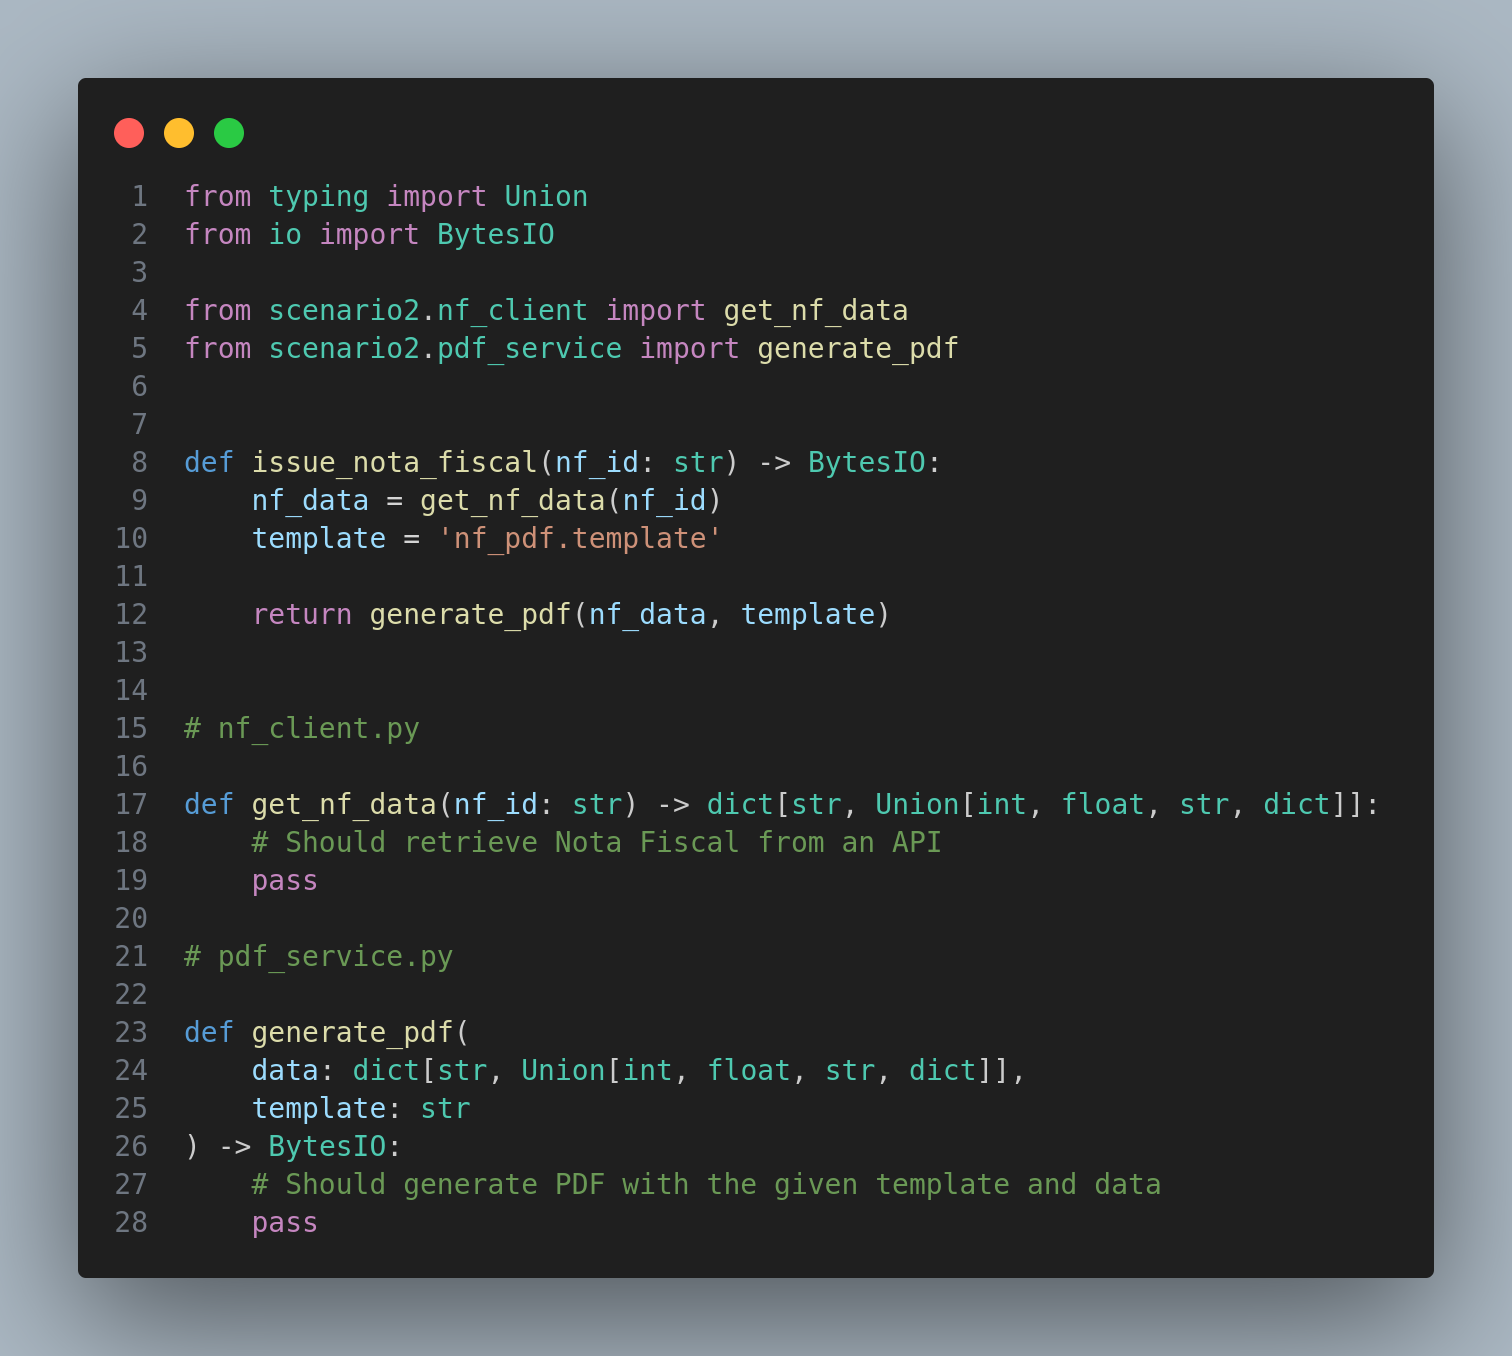 1 from typing import Union
2 from io import BytesIO
3
4 from scenario2.nf_client import get_nf_data
5 from scenario2.pdf_service import generate_pdf
6
7
8 def issue_nota_fiscal(nf_id: str) -> BytesIO:
9     nf_data = get_nf_data(nf_id)
10     template = 'nf_pdf.template'
11
12     return generate_pdf(nf_data, template)
13
14
15 # nf_client.py
16
17 def get_nf_data(nf_id: str) -> dict[str, Union[int, float, str, dict]]:
18     # Should retrieve Nota Fiscal from an API
19     pass
20
21 # pdf_service.py
22
23 def generate_pdf(
24     data: dict[str, Union[int, float, str, dict]],
25     template: str
26 ) -> BytesIO:
27     # Should generate PDF with the given template and data
28     pass